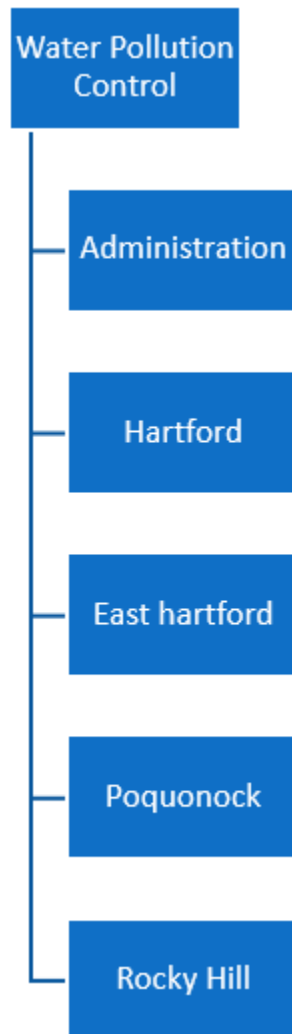 Water Pollution
Control
Administration
Hartford
East hartford
Poquonock
Rocky Hill